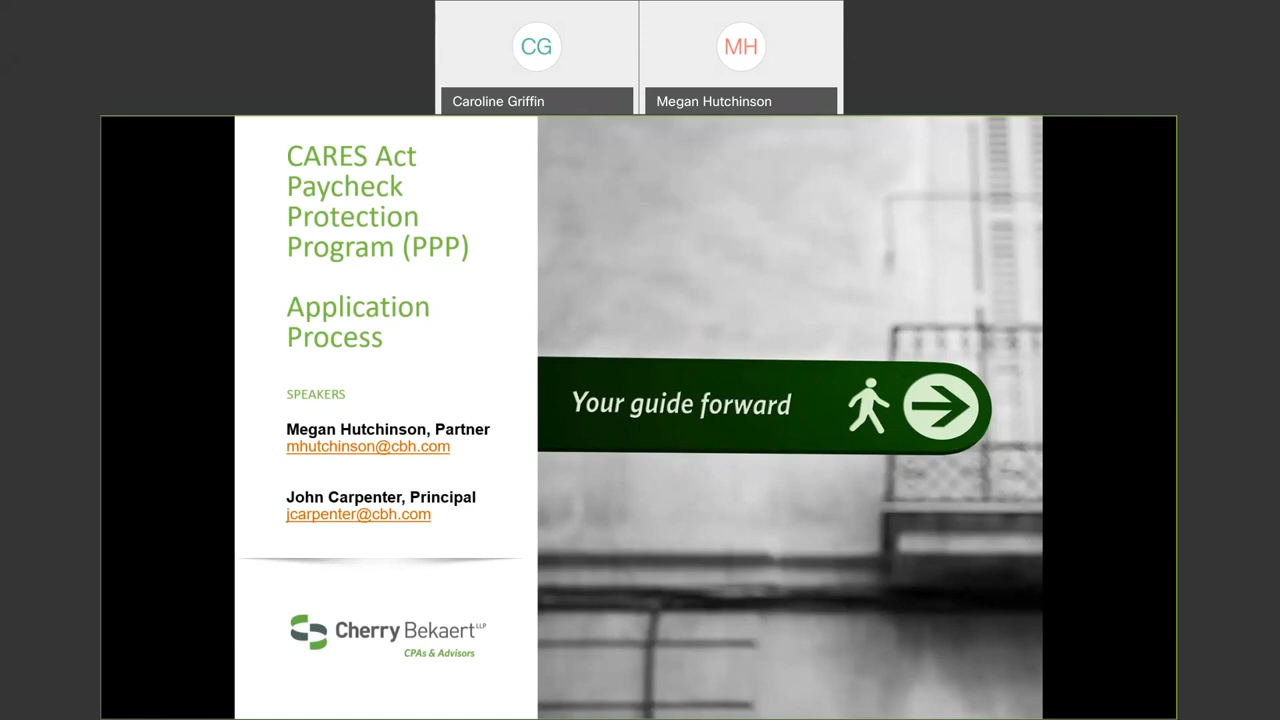 CG
MH
Caroline Griffin
Megan Hutchinson
CARES Act
Paycheck
Protection
Program (PPP)
Application
Process
SPEAKERS
Megan Hutchinson, Partner
mhutchinson@cbh.com
John Carpenter, Principal
jcarpenter@cbh.com
Cherry Bekaert LLP
CPAs & Advisors
Your guide forward